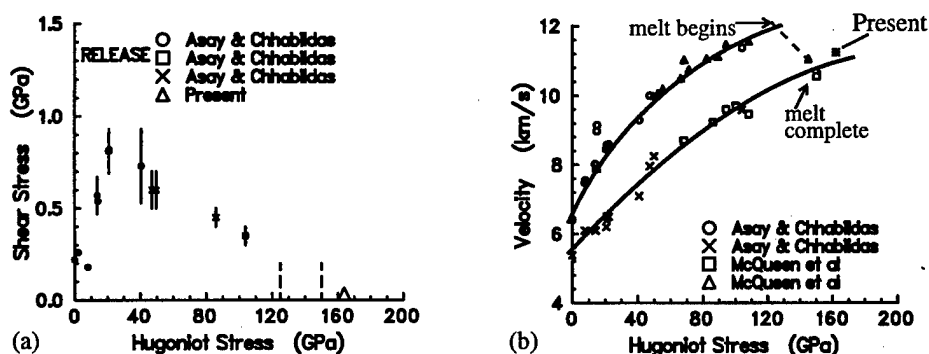 1.5
1.0
0.5
0.0
Shear Stress (GPa)
RELEASE
Asay & Chhabildas
Asay & Chhabildas
Asay & Chhabildas
Present
0 40 80 120 160 200
(a) Hugoniot Stress (GPa)
12
10
8
6
4
Velocity (km/s)
melt begins
Present
melt
complete
Asay & Chhabildas
Asay & Chhabildas
McQueen et al
McQueen et al
0 40 80 120 160 200
(b) Hugoniot Stress (GPa)